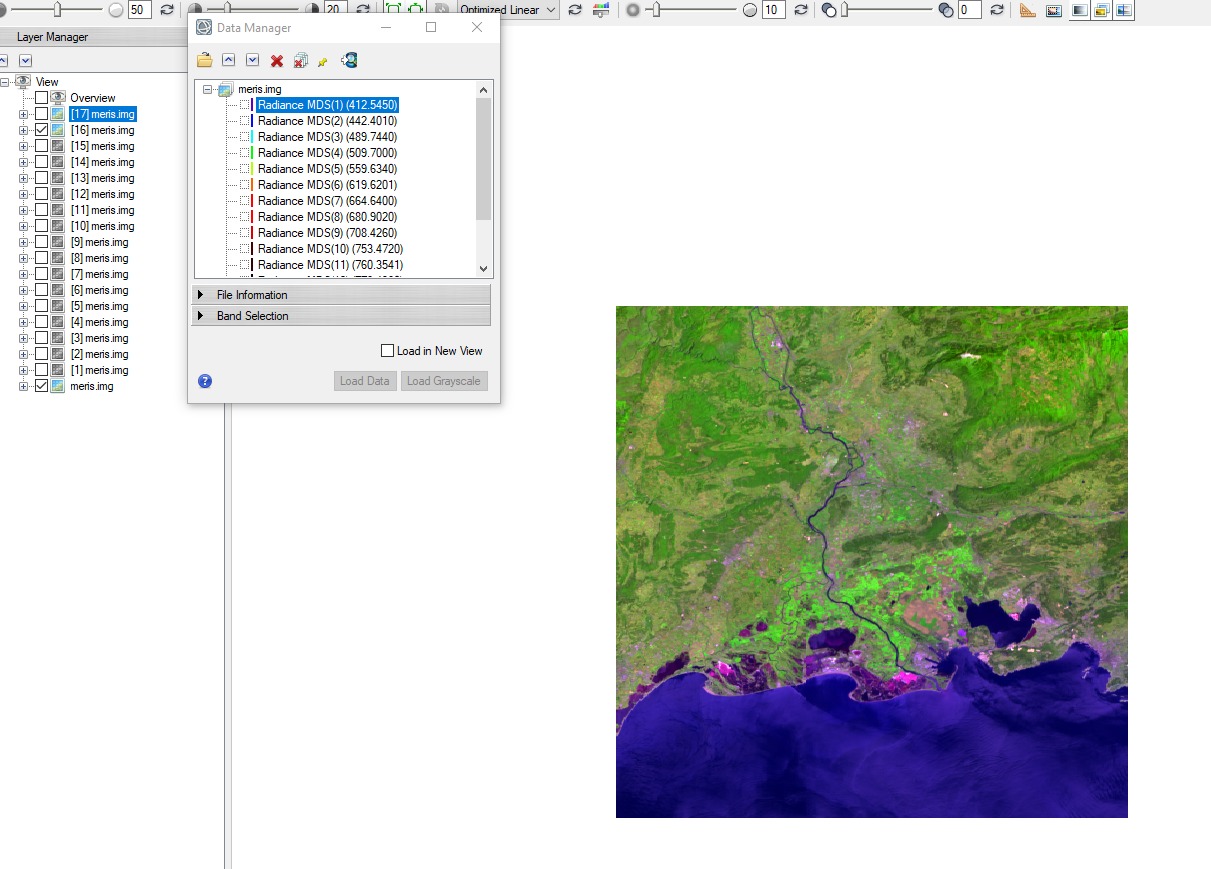 50
20
Optimized Linear
10
0
Data Manager
Layer Manager
View
Overview
[17] meris.img
[16] meris.img
[15] meris.img
[14] meris.img
[13] meris.img
[12] meris.img
[11] meris.img
[10] meris.img
[9] meris.img
[8] meris.img
[7] meris.img
[6] meris.img
[5] meris.img
[4] meris.img
[3] meris.img
[2] meris.img
[1] meris.img
meris.img
meris.img
Radiance MDS(1) (412.5450)
Radiance MDS(2) (442.4010)
Radiance MDS(3) (489.7440)
Radiance MDS(4) (509.7000)
Radiance MDS(5) (559.6340)
Radiance MDS(6) (619.6201)
Radiance MDS(7) (664.6400)
Radiance MDS(8) (680.9020)
Radiance MDS(9) (708.4260)
Radiance MDS(10) (753.4720)
Radiance MDS(11) (760.3541)
File Information
Band Selection
Load in New View
?
Load Data
Load Grayscale